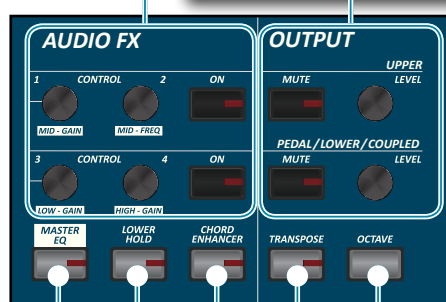 AUDIO FX
OUTPUT
UPPER
1 CONTROL 2 ON
MUTE LEVEL
MID - GAIN MID - FREQ
PEDAL/LOWER/COUPLED
3 CONTROL 4 ON
MUTE LEVEL
LOW - GAIN HIGH - GAIN
MASTER EQ
LOWER HOLD
CHORD ENHANCER
TRANSPOSE
OCTAVE